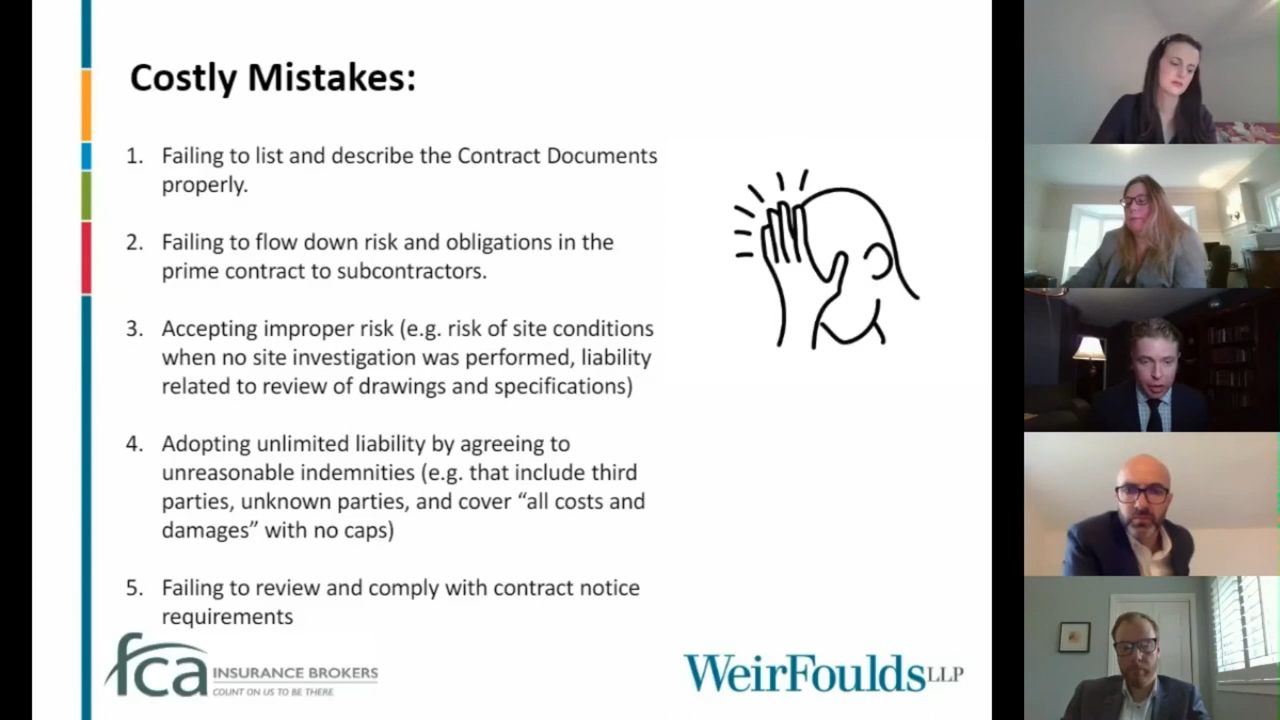 Costly Mistakes:
1. Failing to list and describe the Contract Documents
properly.
2. Failing to flow down risk and obligations in the
prime contract to subcontractors.
3. Accepting improper risk (e.g. risk of site conditions
when no site investigation was performed, liability
related to review of drawings and specifications)
4. Adopting unlimited liability by agreeing to
unreasonable indemnities (e.g. that include third
parties, unknown parties, and cover “all costs and
damages” with no caps)
5. Failing to review and comply with contract notice
requirements
fca INSURANCE BROKERS
COUNT ON US TO BE THERE
WeirFoulds LLP